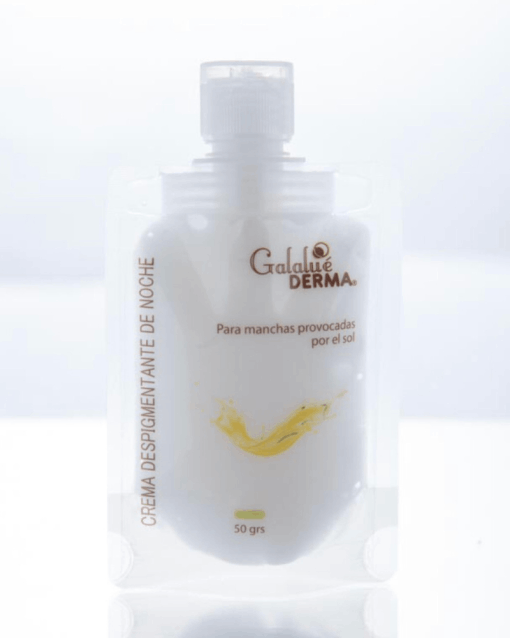 Galalué
DERMA®
Para manchas provocadas
por el sol
CREMA DESPIGMENTANTE DE NOCHE
50 grs